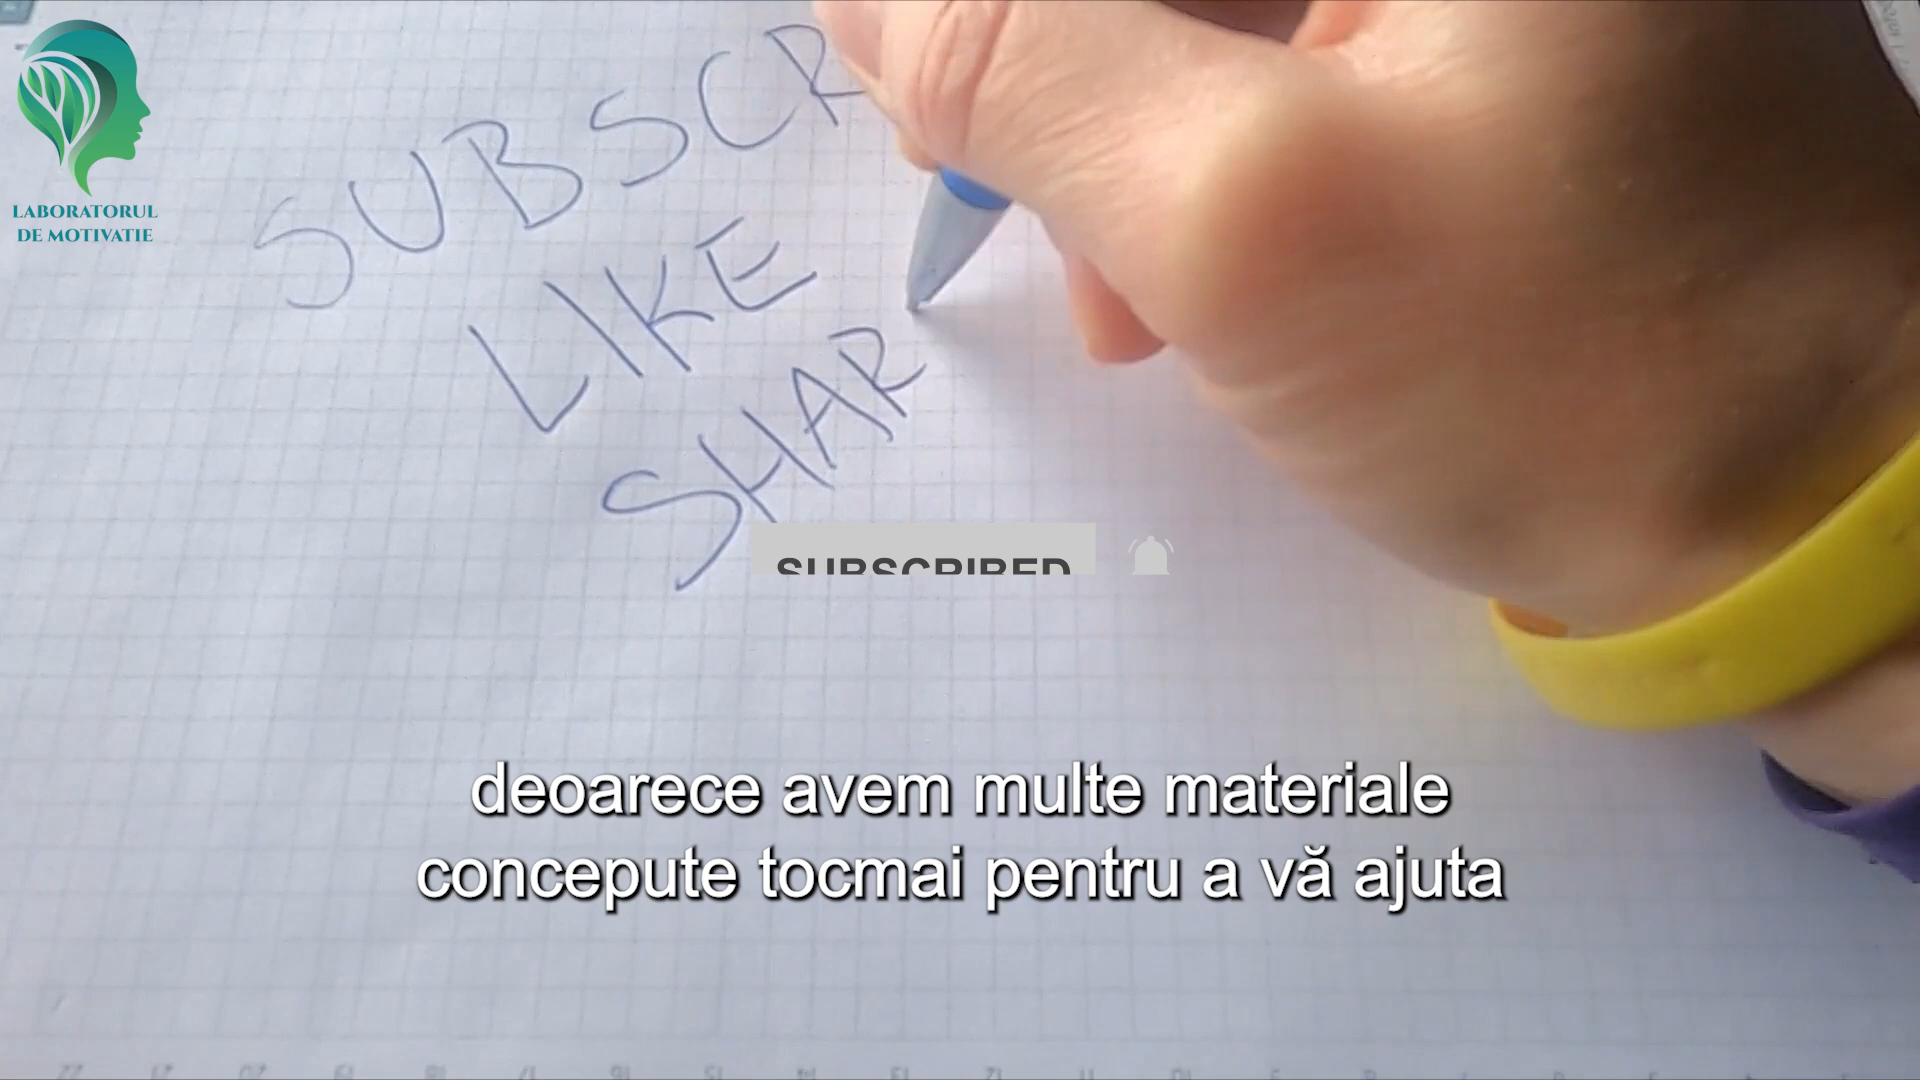 LABORATORUL
DE MOTIVATIE
SUBSCR
LIKE
SHAR
SUBSCRIBED
deoarece avem multe materiale
concepute tocmai pentru a vă ajuta